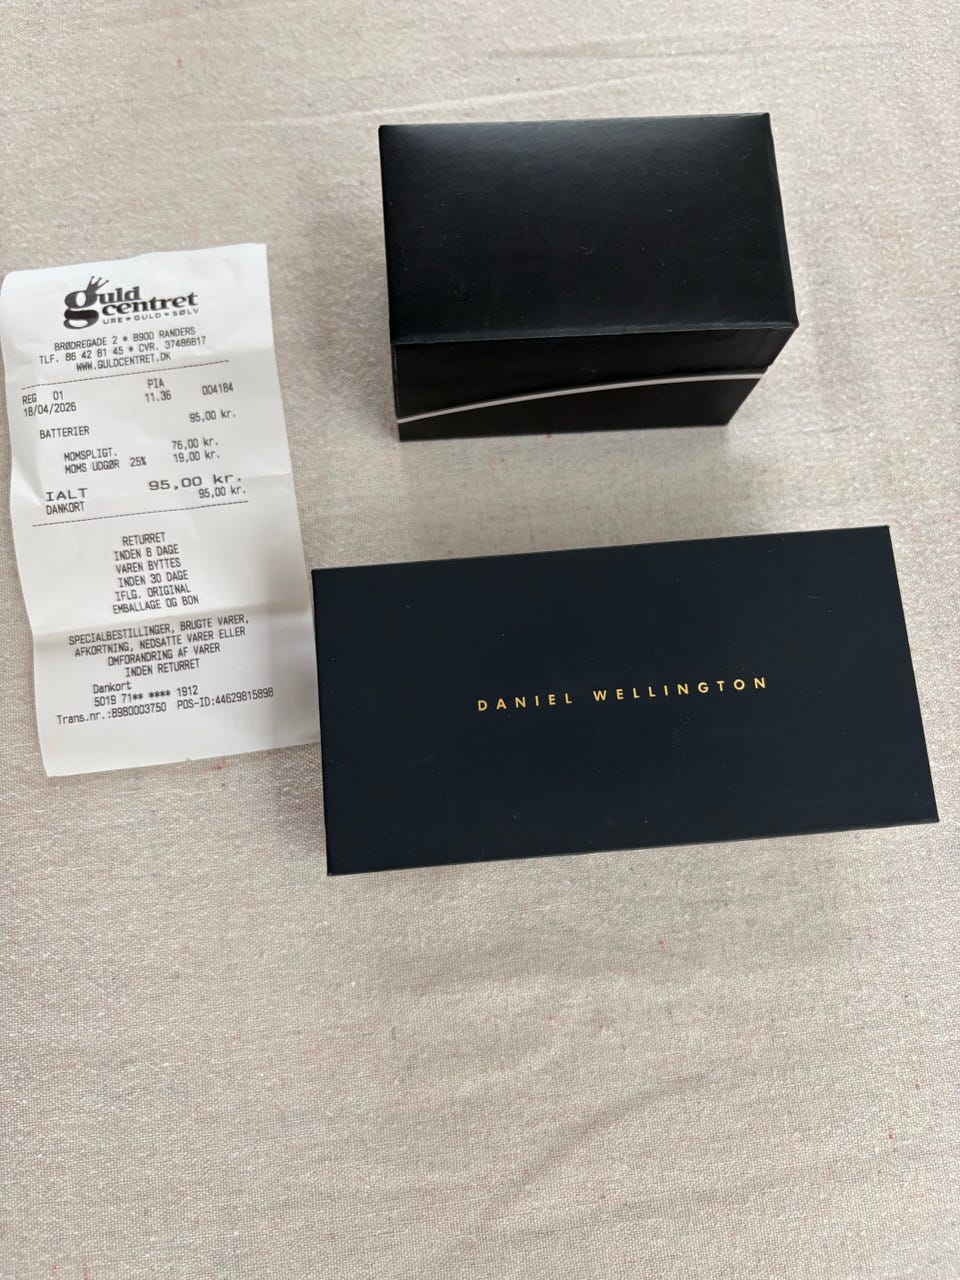 guld
centret
URE ★ GULD ★ SØLV
BRØDREGADE 2 * 8900 RANDERS
TLF. 86 42 81 45 * CVR. 37486817
WWW.GULDCENTRET.DK
REG 01 PIA
18/04/2026 11.36 004184
BATTERIER 95,00 kr.
MOMSPLIGT. 76,00 kr.
MOMS UDGØR 25% 19,00 kr.
IALT 95,00 kr.
DANKORT 95,00 kr.
RETURRET
INDEN 8 DAGE
VAREN BYTTES
INDEN 30 DAGE
IFLG. ORIGINAL
EMBALLAGE OG BON
SPECIALBESTILLINGER, BRUGTE VARER,
AFKORTNING, NEDSATTE VARER ELLER
OMFORANDRING AF VARER
INDEN RETURRET
Dankort
5019 71** **** 1912
Trans.nr.:8980003750 POS-ID:44629815898
DANIEL WELLINGTON